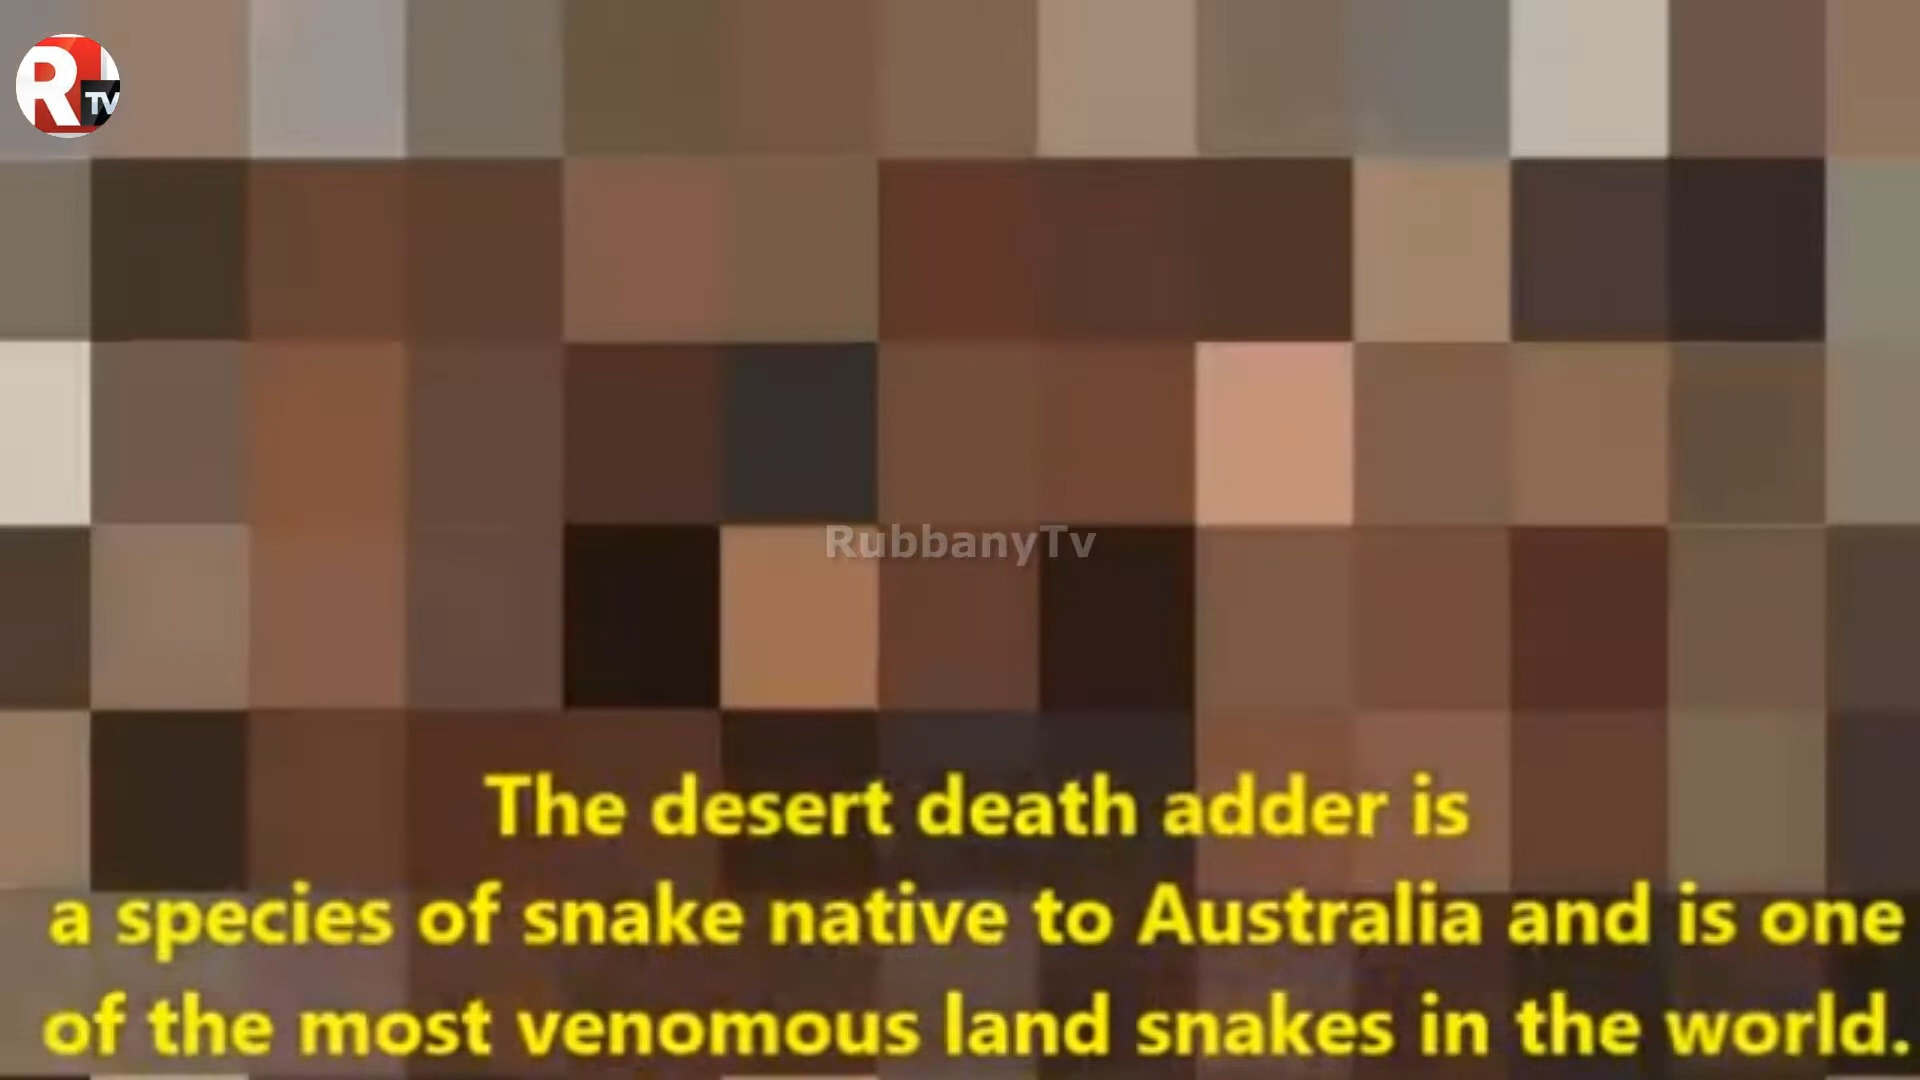 R TV
RubbanyTv
The desert death adder is
a species of snake native to Australia and is one
of the most venomous land snakes in the world.